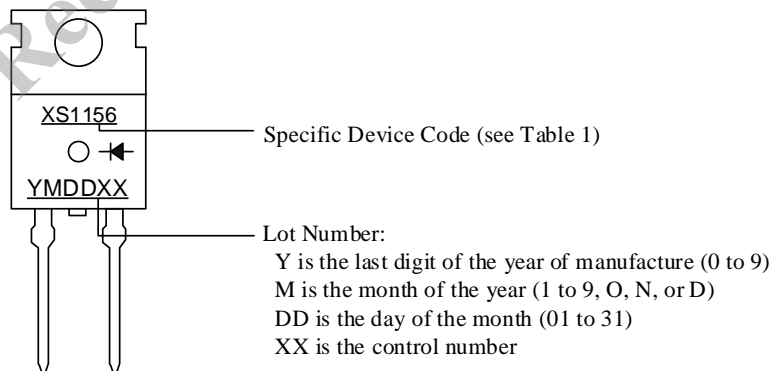 XS1156
Specific Device Code (see Table 1)
YMDDXX
Lot Number:
Y is the last digit of the year of manufacture (0 to 9)
M is the month of the year (1 to 9, O, N, or D)
DD is the day of the month (01 to 31)
XX is the control number